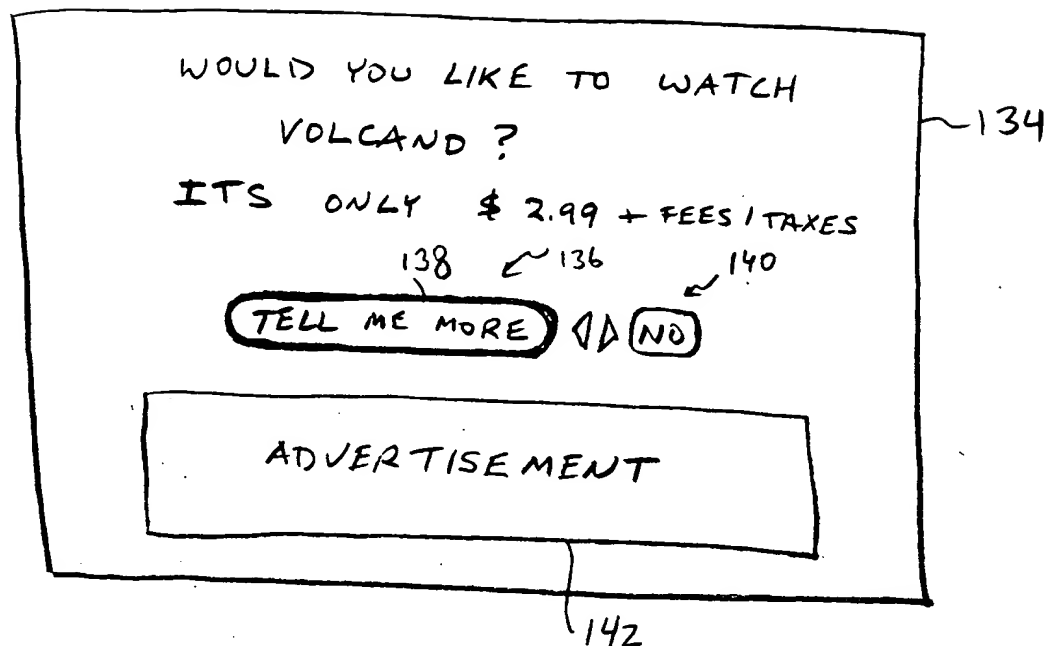 WOULD YOU LIKE TO WATCH
VOLCANO ?
134
ITS ONLY $ 2.99 + FEES / TAXES
138 136 140
TELL ME MORE NO
ADVERTISEMENT
142